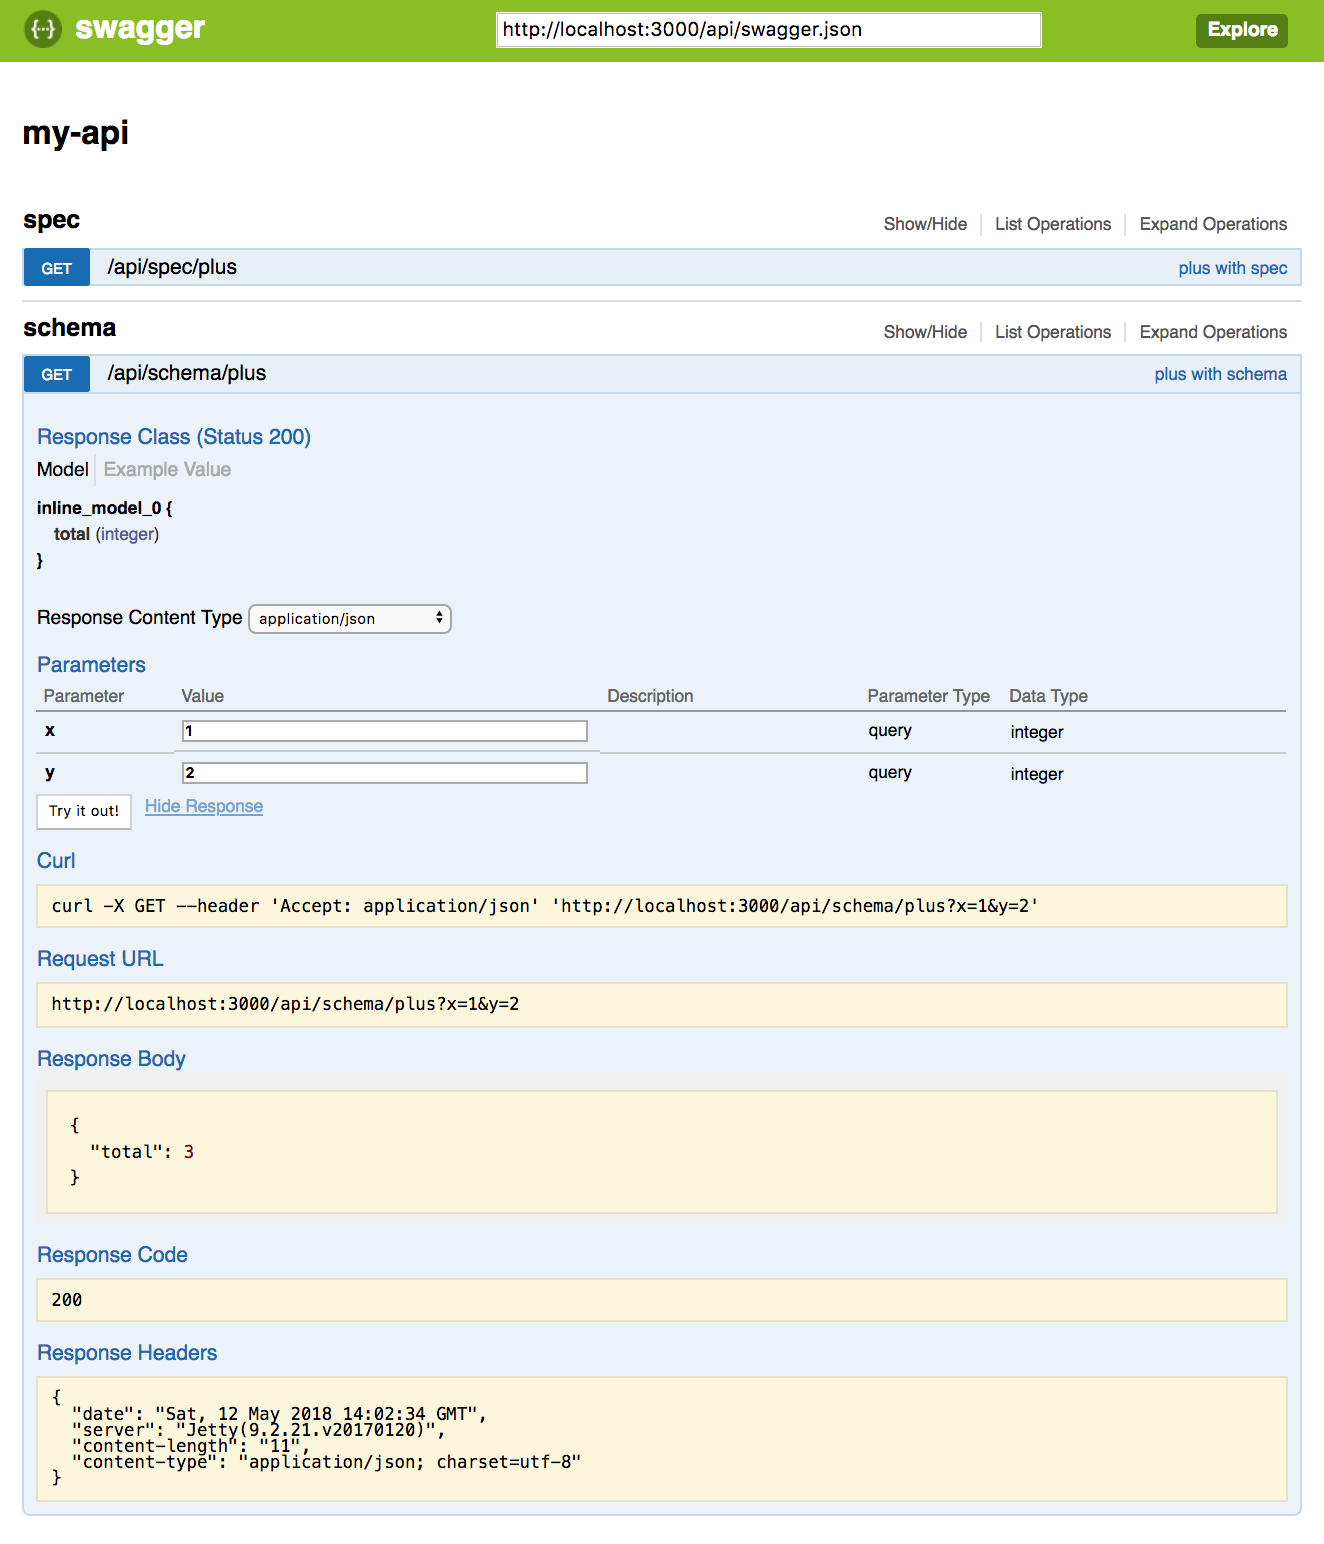 {···} swagger http://localhost:3000/api/swagger.json Explore
my-api
spec Show/Hide List Operations Expand Operations
GET /api/spec/plus plus with spec
schema Show/Hide List Operations Expand Operations
GET /api/schema/plus plus with schema
Response Class (Status 200)
Model Example Value
inline_model_0 {
total (integer)
}
Response Content Type application/json
Parameters
Parameter Value Description Parameter Type Data Type
x 1 query integer
y 2 query integer
Try it out! Hide Response
Curl
curl -X GET --header 'Accept: application/json' 'http://localhost:3000/api/schema/plus?x=1&y=2'
Request URL
http://localhost:3000/api/schema/plus?x=1&y=2
Response Body
{
"total": 3
}
Response Code
200
Response Headers
{
"date": "Sat, 12 May 2018 14:02:34 GMT",
"server": "Jetty(9.2.21.v20170120)",
"content-length": "11",
"content-type": "application/json; charset=utf-8"
}